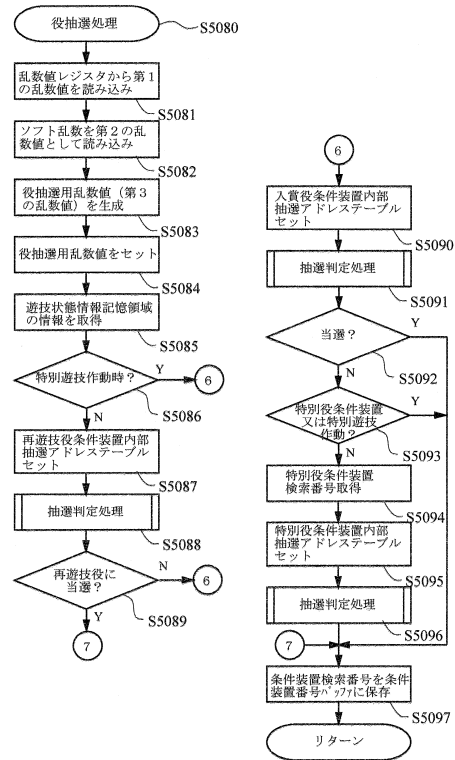 役抽選処理
S5080
乱数値レジスタから第1
の乱数値を読み込み
S5081
ソフト乱数を第2の乱
数値として読み込み
S5082
役抽選用乱数値(第3
の乱数値)を生成
S5083
役抽選用乱数値をセット
S5084
遊技状態情報記憶領域
の情報を取得
S5085
特別遊技作動時?
Y
6
S5086
N
再遊技役条件装置内部
抽選アドレステーブル
セット
S5087
抽選判定処理
S5088
再遊技役に
当選?
N
6
S5089
Y
7
6
入賞役条件装置内部
抽選アドレステーブル
セット
S5090
抽選判定処理
S5091
当選?
Y
S5092
N
特別役条件装置
又は特別遊技
作動?
Y
S5093
N
特別役条件装置
検索番号取得
S5094
特別役条件装置内部
抽選アドレステーブル
セット
S5095
抽選判定処理
S5096
7
条件装置検索番号を条件
装置番号バッファに保存
S5097
リターン